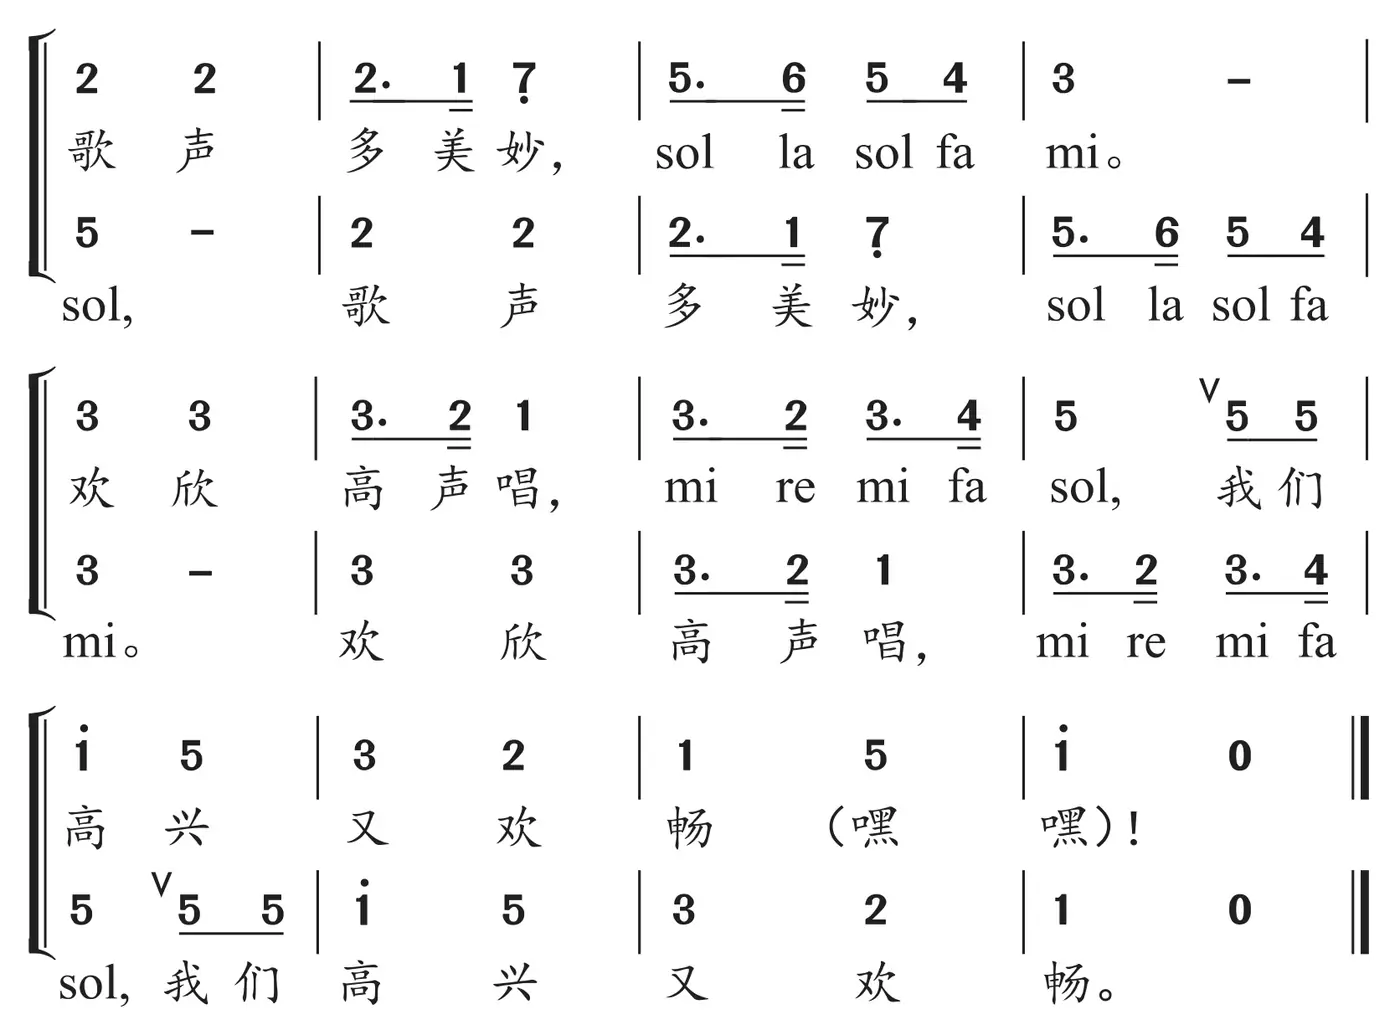 2 2 | 2. 1 7̣ | 5. 6 5 4 | 3 – |
歌 声 多 美 妙， sol la sol fa mi。
5 – | 2 2 | 2. 1 7̣ | 5. 6 5 4 |
sol, 歌 声 多 美 妙， sol la sol fa
3 3 | 3. 2 1 | 3. 2 3. 4 | 5 ∨ 5 5 |
欢 欣 高 声 唱， mi re mi fa sol, 我 们
3 – | 3 3 | 3. 2 1 | 3. 2 3. 4 |
mi。 欢 欣 高 声 唱， mi re mi fa
1̇ 5 | 3 2 | 1 5 | 1̇ 0 ‖
高 兴 又 欢 畅 （嘿 嘿）！
5 ∨ 5 5 | 1̇ 5 | 3 2 | 1 0 ‖
sol, 我 们 高 兴 又 欢 畅。